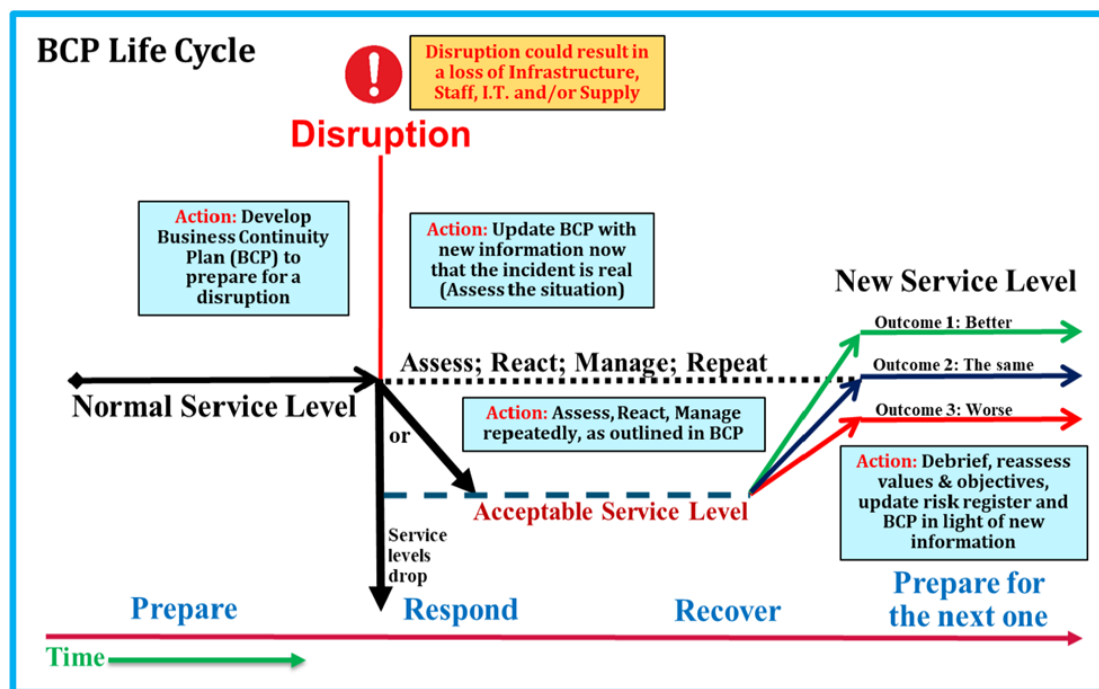 BCP Life Cycle
Disruption could result in
a loss of Infrastructure,
Staff, I.T. and/or Supply
Disruption
Action: Develop
Business Continuity
Plan (BCP) to
prepare for a
disruption
Action: Update BCP with
new information now
that the incident is real
(Assess the situation)
New Service Level
Outcome 1: Better
Assess; React; Manage; Repeat
Outcome 2: The same
Normal Service Level
Outcome 3: Worse
or
Action: Assess, React, Manage
repeatedly, as outlined in BCP
Action: Debrief, reassess
values & objectives,
update risk register and
BCP in light of new
information
Acceptable Service Level
Service
levels
drop
Prepare
Respond
Recover
Prepare for
the next one
Time